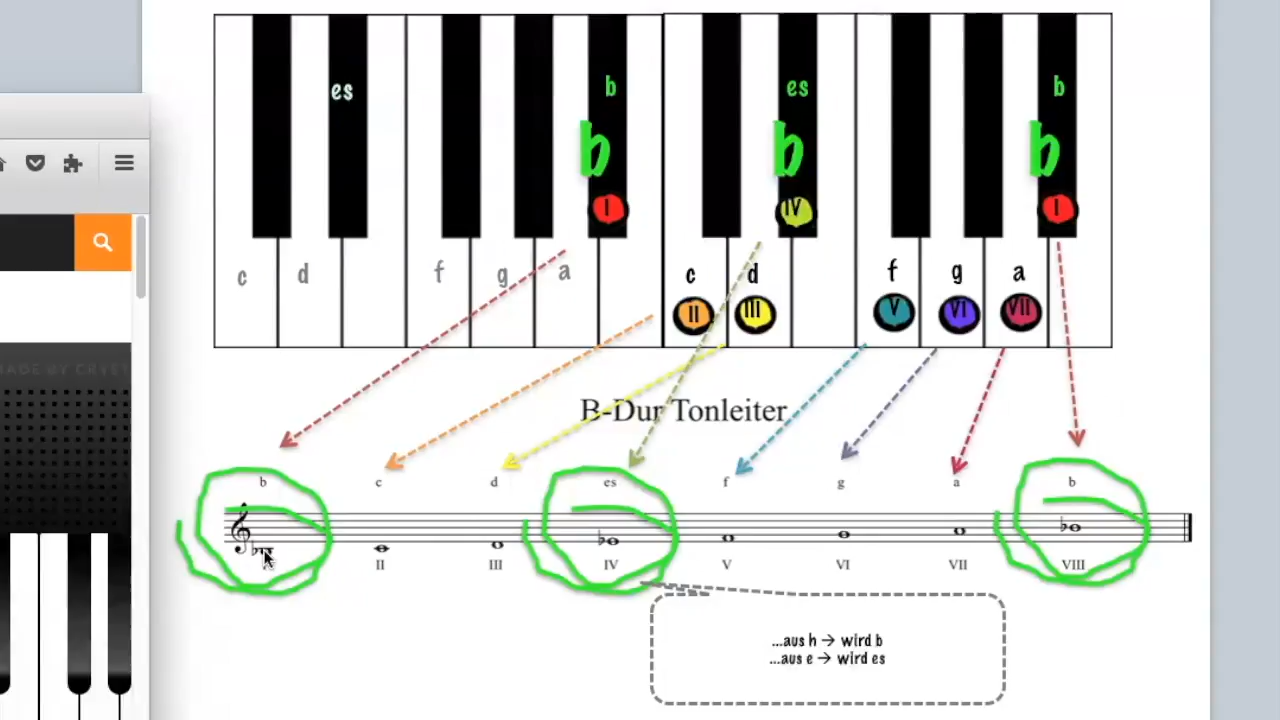 es b es b
b b b
I IV I
c d f g a c d f g a
II III V VI VII
B-Dur Tonleiter
b c d es f g a b
II III IV V VI VII VIII
...aus h → wird b
...aus e → wird es